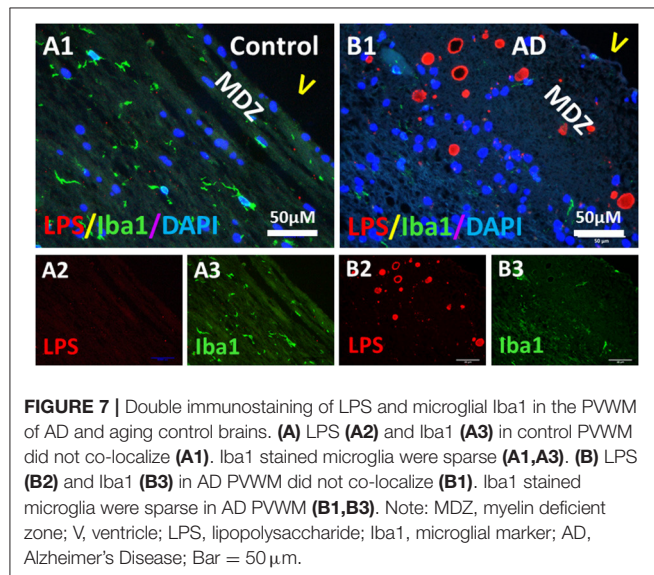 A1
Control
V
MDZ
LPS/Iba1/DAPI
50µM
B1
AD
V
MDZ
LPS/Iba1/DAPI
50µM
50 µm
A2
LPS
A3
Iba1
B2
LPS
B3
Iba1
FIGURE 7 | Double immunostaining of LPS and microglial Iba1 in the PVWM
of AD and aging control brains. (A) LPS (A2) and Iba1 (A3) in control PVWM
did not co-localize (A1). Iba1 stained microglia were sparse (A1,A3). (B) LPS
(B2) and Iba1 (B3) in AD PVWM did not co-localize (B1). Iba1 stained
microglia were sparse in AD PVWM (B1,B3). Note: MDZ, myelin deficient
zone; V, ventricle; LPS, lipopolysaccharide; Iba1, microglial marker; AD,
Alzheimer's Disease; Bar = 50 µm.